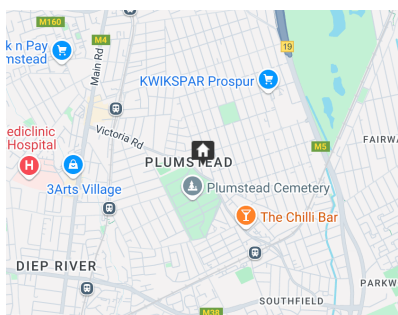 M160
M4
k n Pay
mstead
19
Main Rd
KWIKSPAR Prospur
Victoria Rd
ediclinic
Hospital
H
M5
FAIRWA
PLUMSTEAD
3Arts Village
Plumstead Cemetery
The Chilli Bar
DIEP RIVER
PARKW
SOUTHFIELD
M38